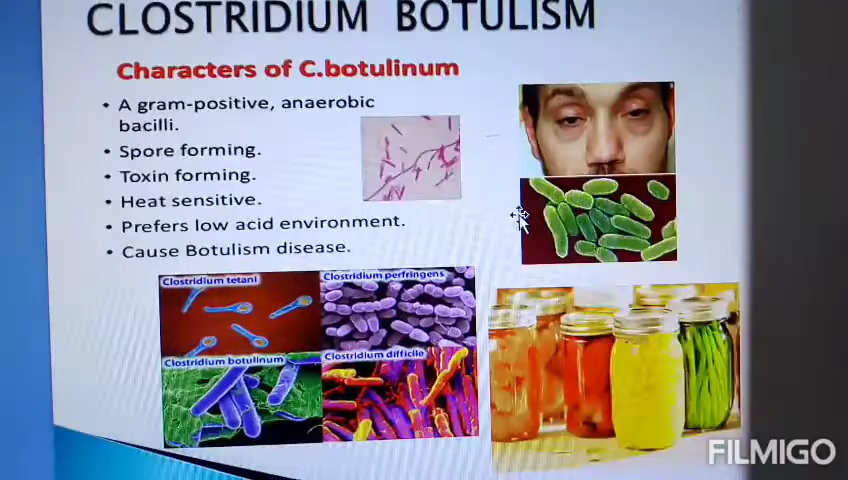 CLOSTRIDIUM BOTULISM
Characters of C.botulinum
• A gram-positive, anaerobic
bacilli.
• Spore forming.
• Toxin forming.
• Heat sensitive.
• Prefers low acid environment.
• Cause Botulism disease.
Clostridium tetani
Clostridium perfringens
Clostridium botulinum
Clostridium difficile
FILMIGO